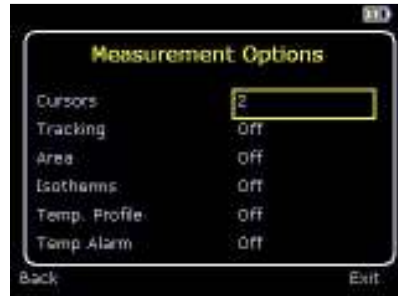 Measurement Options
Cursors 2
Tracking Off
Area Off
Isotherms Off
Temp. Profile Off
Temp Alarm Off
Back Exit